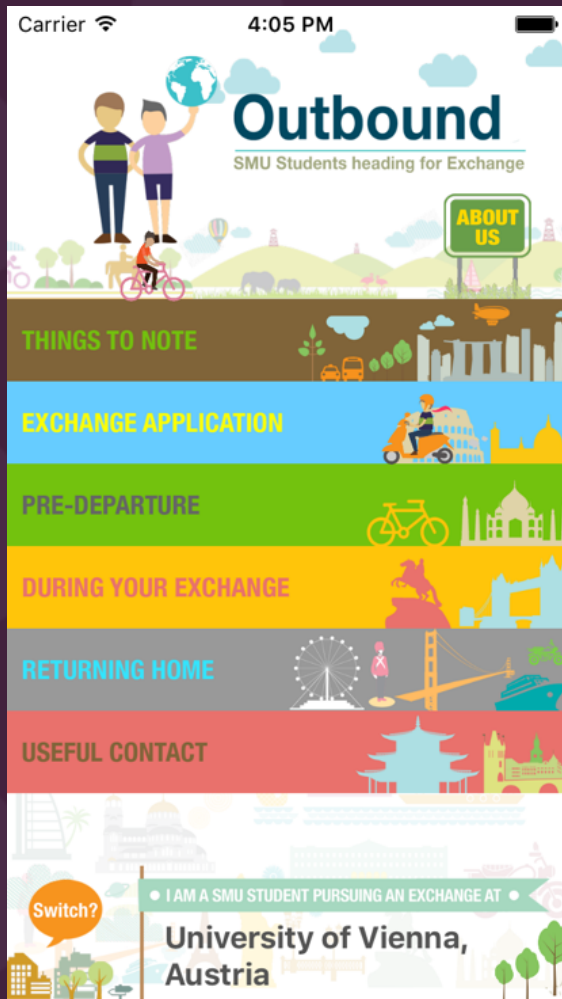 Carrier
4:05 PM
Outbound
SMU Students heading for Exchange
ABOUT
US
THINGS TO NOTE
EXCHANGE APPLICATION
PRE-DEPARTURE
DURING YOUR EXCHANGE
RETURNING HOME
USEFUL CONTACT
Switch?
I AM A SMU STUDENT PURSUING AN EXCHANGE AT
University of Vienna,
Austria